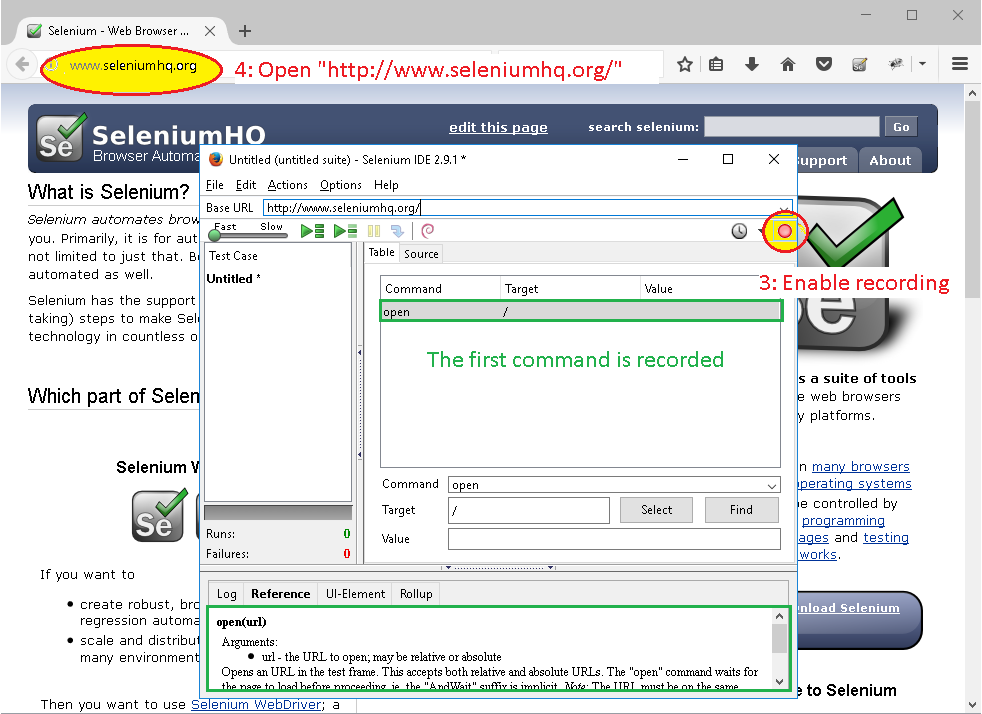 Selenium - Web Browser ...
www.seleniumhq.org
4: Open "http://www.seleniumhq.org/"
edit this page
search selenium:
Go
SeleniumHQ
Browser Automa
upport
About
Untitled (untitled suite) - Selenium IDE 2.9.1 *
File Edit Actions Options Help
Base URL http://www.seleniumhq.org/
Fast Slow
3: Enable recording
Test Case
Untitled *
Table Source
Command Target Value
open /
The first command is recorded
Command open
Target / Select Find
Value
Runs: 0
Failures: 0
Log Reference UI-Element Rollup
open(url)
Arguments:
• url - the URL to open; may be relative or absolute
Opens an URL in the test frame. This accepts both relative and absolute URLs. The "open" command waits for
the page to load before proceeding, ie. the "AndWait" suffix is implicit. Note: The URL must be on the same
What is Selenium?
Selenium automates brow
you. Primarily, it is for aut
not limited to just that. Bo
automated as well.
Selenium has the support
taking) steps to make Sel
technology in countless o
Which part of Selen
Selenium W
Se
If you want to
• create robust, bro
regression automa
• scale and distribut
many environment
Then you want to use Selenium WebDriver; a
s a suite of tools
e web browsers
y platforms.
n many browsers
operating systems
be controlled by
programming
ages and testing
works.
nload Selenium
e to Selenium